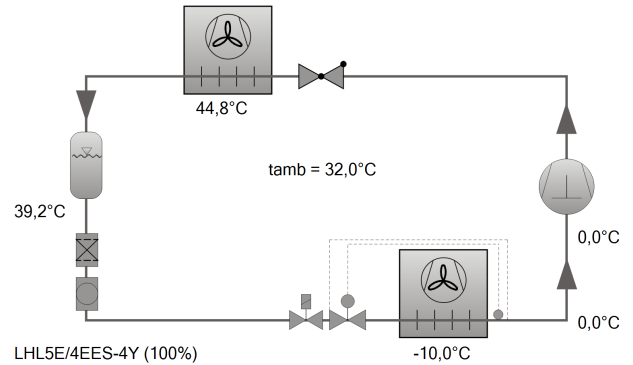 44,8°C
tamb = 32,0°C
39,2°C
0,0°C
0,0°C
LHL5E/4EES-4Y (100%)
-10,0°C